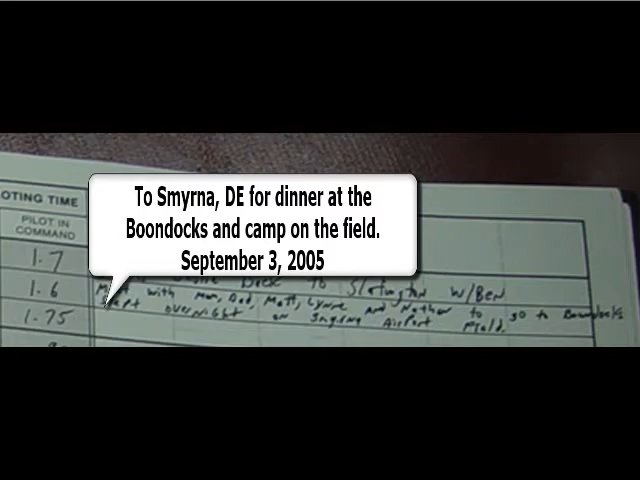 To Smyrna, DE for dinner at the
Boondocks and camp on the field.
September 3, 2005
OTING TIME
PILOT IN
COMMAND
1.7
Back to Slatington w/Ben
1.6
with mom, Dad, Matt, Lynne and Nathan to go to Boondocks
1.75
overnight on Smyrna Airport Field.